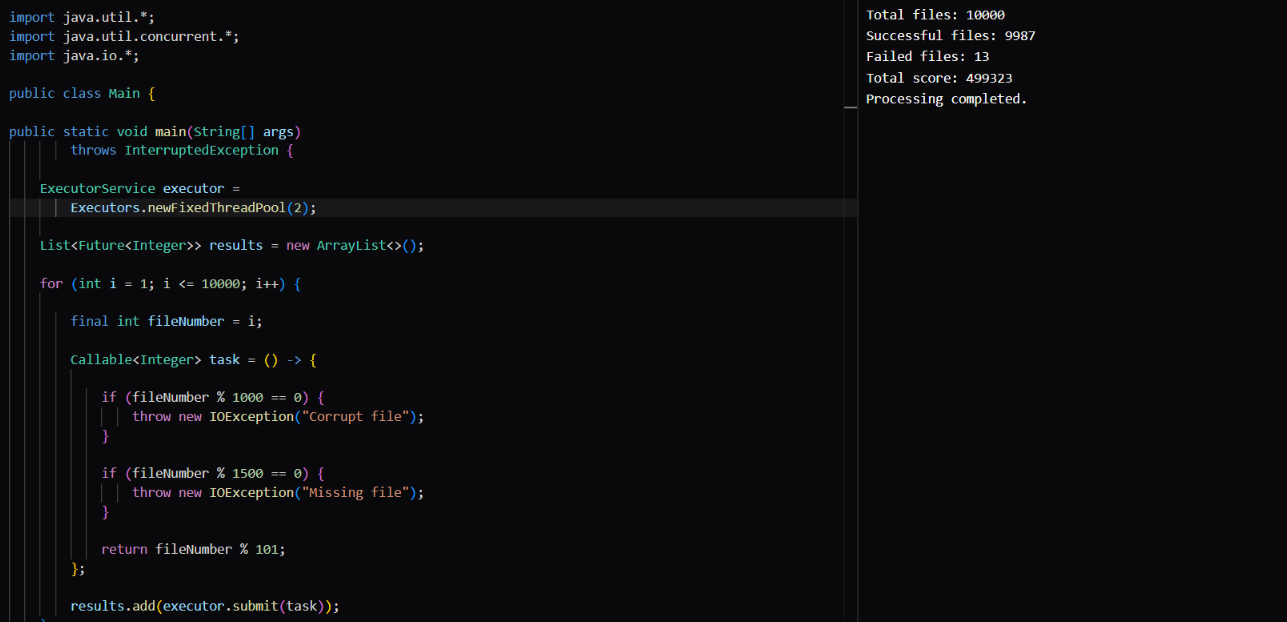 import java.util.*;
import java.util.concurrent.*;
import java.io.*;
public class Main {
public static void main(String[] args)
throws InterruptedException {
ExecutorService executor =
Executors.newFixedThreadPool(2);
List<Future<Integer>> results = new ArrayList<>();
for (int i = 1; i <= 10000; i++) {
final int fileNumber = i;
Callable<Integer> task = () -> {
if (fileNumber % 1000 == 0) {
throw new IOException("Corrupt file");
}
if (fileNumber % 1500 == 0) {
throw new IOException("Missing file");
}
return fileNumber % 101;
};
results.add(executor.submit(task));
Total files: 10000
Successful files: 9987
Failed files: 13
Total score: 499323
Processing completed.